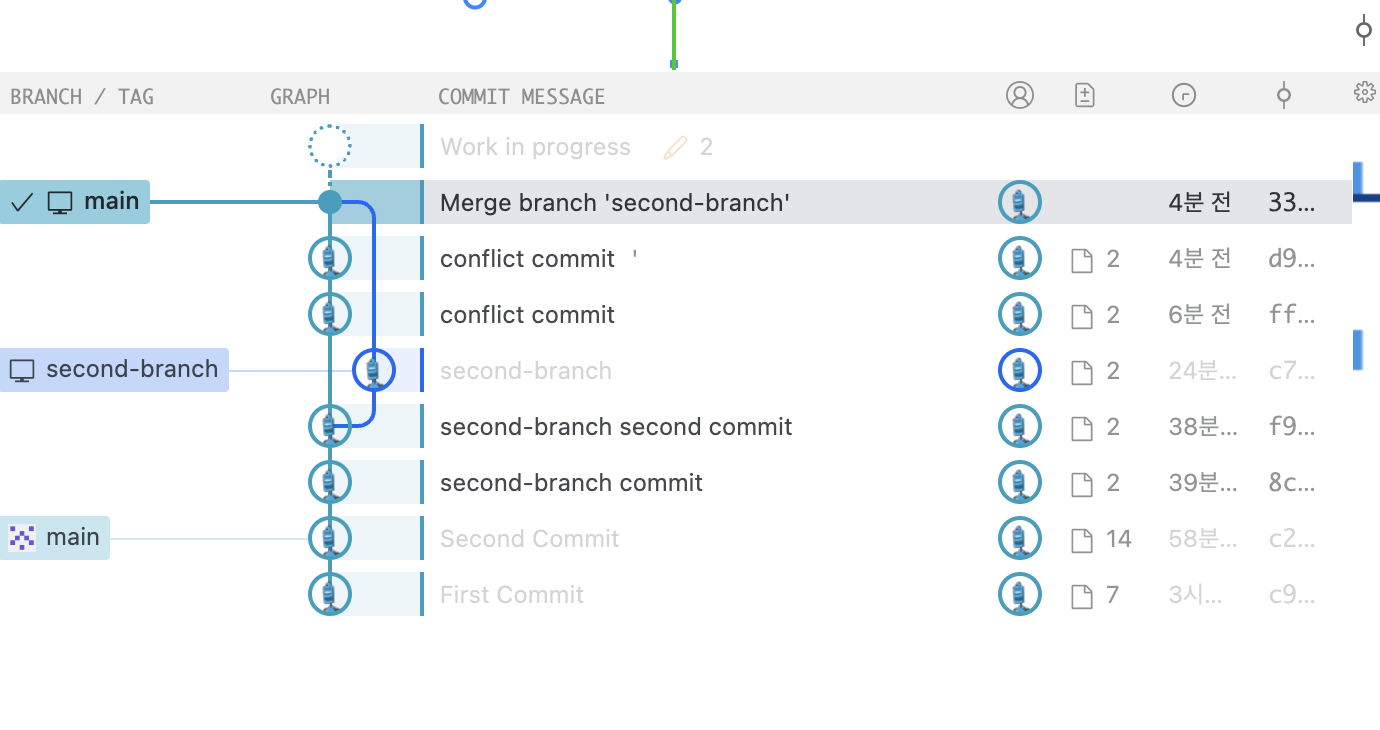 BRANCH / TAG GRAPH COMMIT MESSAGE
Work in progress 2
main Merge branch 'second-branch' 4분 전 33...
conflict commit ' 2 4분 전 d9...
conflict commit 2 6분 전 ff...
second-branch second-branch 2 24분... c7...
second-branch second commit 2 38분... f9...
second-branch commit 2 39분... 8c...
main Second Commit 14 58분... c2...
First Commit 7 3시... c9...